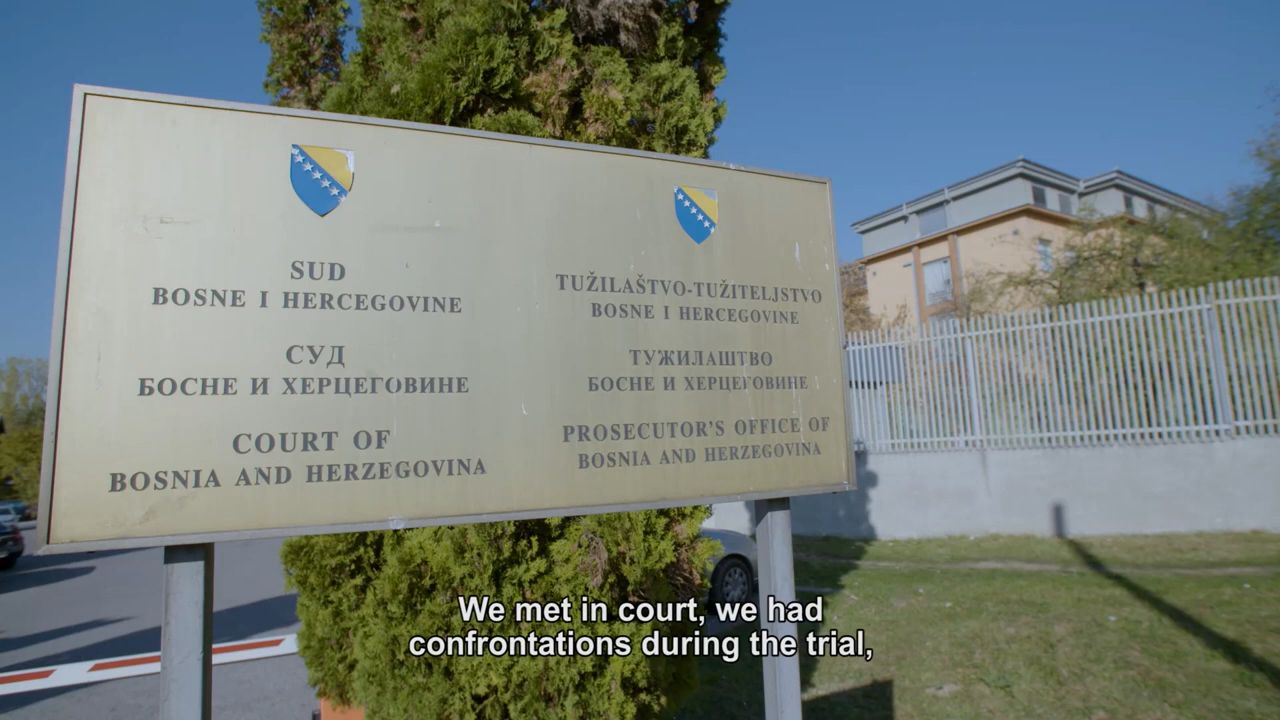 SUD
BOSNE I HERCEGOVINE
СУД
БОСНЕ И ХЕРЦЕГОВИНЕ
COURT OF
BOSNIA AND HERZEGOVINA
TUŽILAŠTVO-TUŽITELJSTVO
BOSNE I HERCEGOVINE
ТУЖИЛАШТВО
БОСНЕ И ХЕРЦЕГОВИНЕ
PROSECUTOR'S OFFICE OF
BOSNIA AND HERZEGOVINA
We met in court, we had
confrontations during the trial,